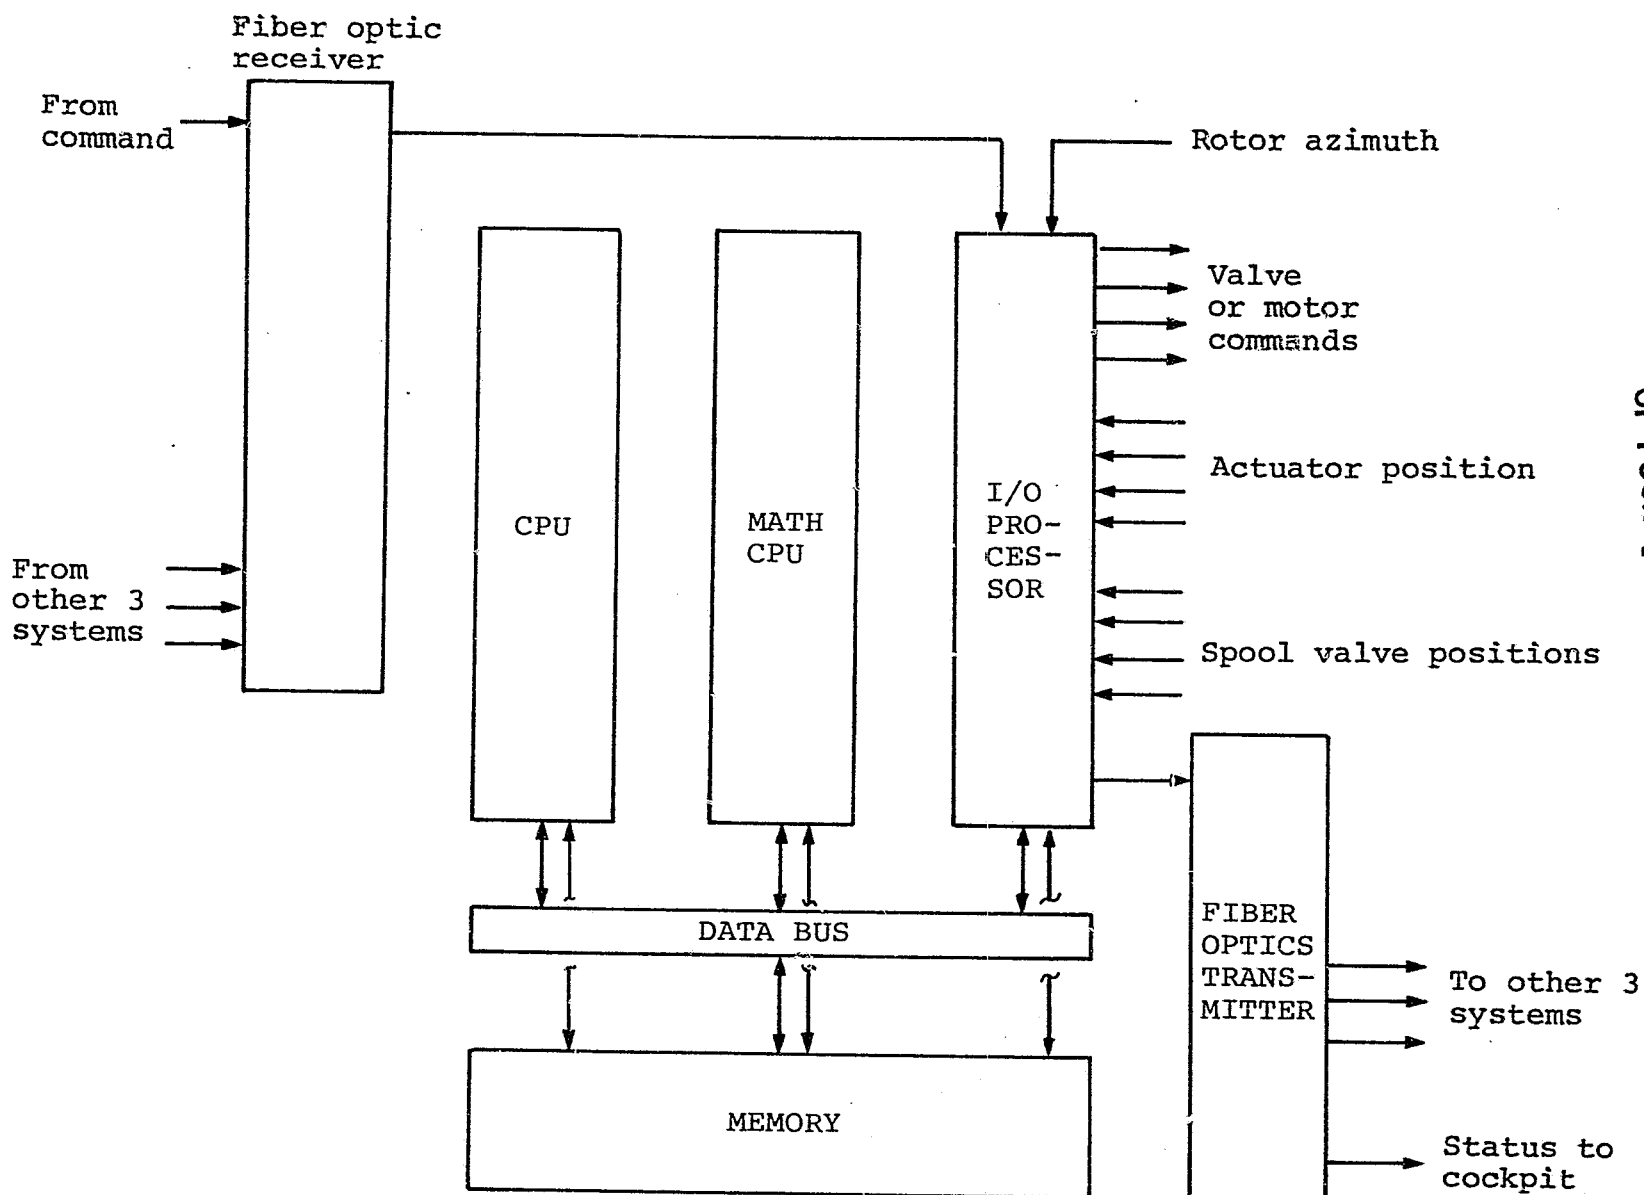 Fiber optic
receiver
From
command
Rotor azimuth
Valve
or motor
commands
Actuator position
I/O
PRO-
CES-
SOR
CPU
MATH
CPU
From
other 3
systems
Spool valve positions
DATA BUS
FIBER
OPTICS
TRANS-
MITTER
To other 3
systems
MEMORY
Status to
cockpit